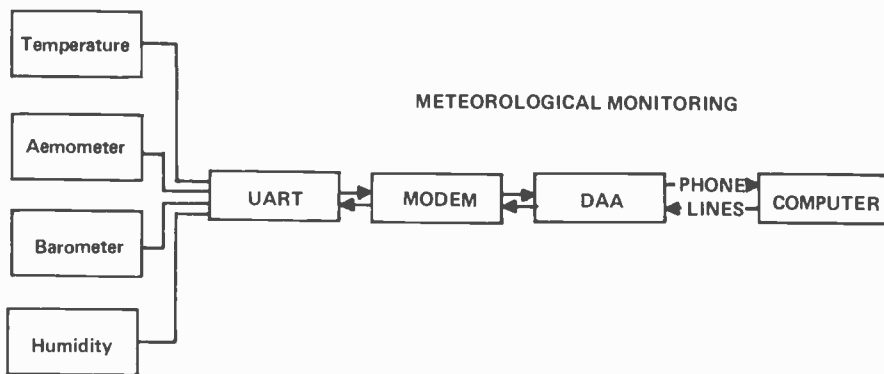 Temperature
METEOROLOGICAL MONITORING
Aemometer
UART
MODEM
DAA
PHONE
LINES
COMPUTER
Barometer
Humidity